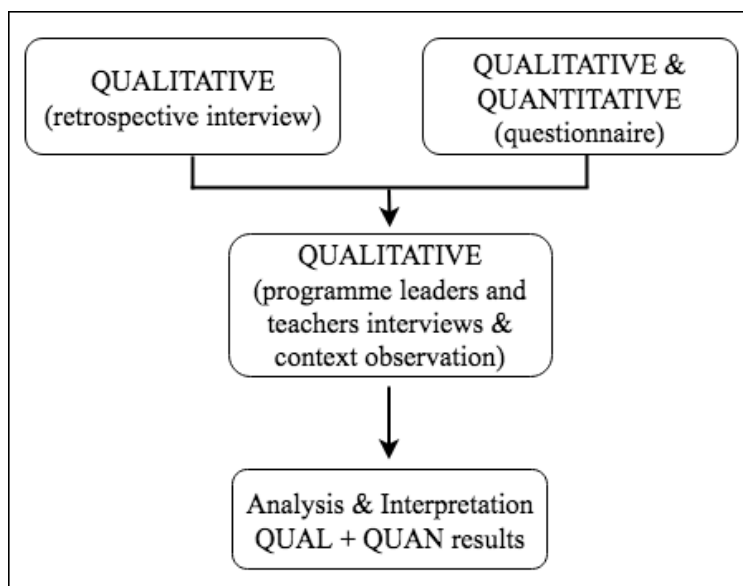 QUALITATIVE
(retrospective interview)
QUALITATIVE &
QUANTITATIVE
(questionnaire)
QUALITATIVE
(programme leaders and
teachers interviews &
context observation)
Analysis & Interpretation
QUAL + QUAN results